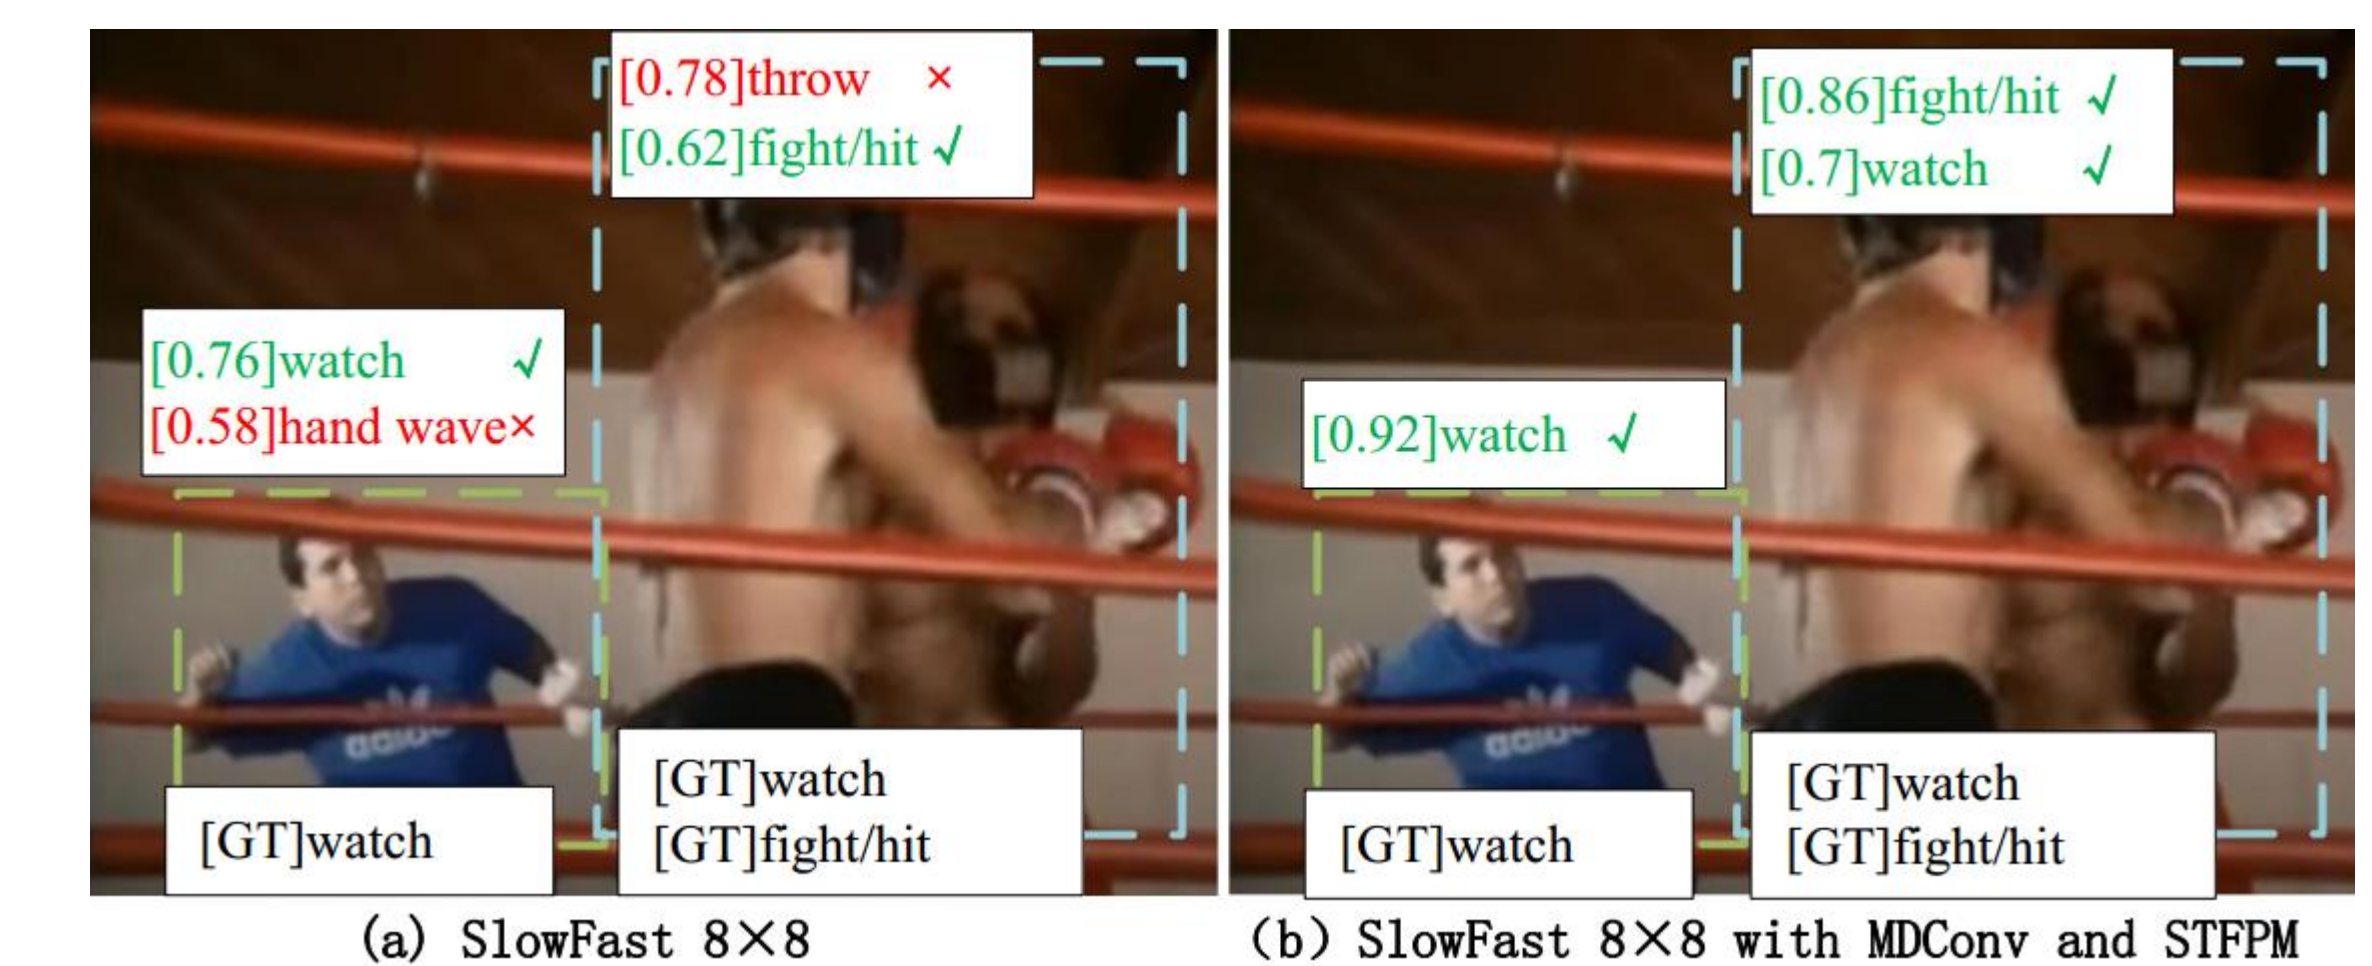 [0.78]throw ×
[0.62]fight/hit √
[0.76]watch √
[0.58]hand wave×
adidas
[GT]watch
[GT]watch
[GT]fight/hit
(a) SlowFast 8×8
[0.86]fight/hit √
[0.7]watch √
[0.92]watch √
adidas
[GT]watch
[GT]watch
[GT]fight/hit
(b) SlowFast 8×8 with MDConv and STFPM